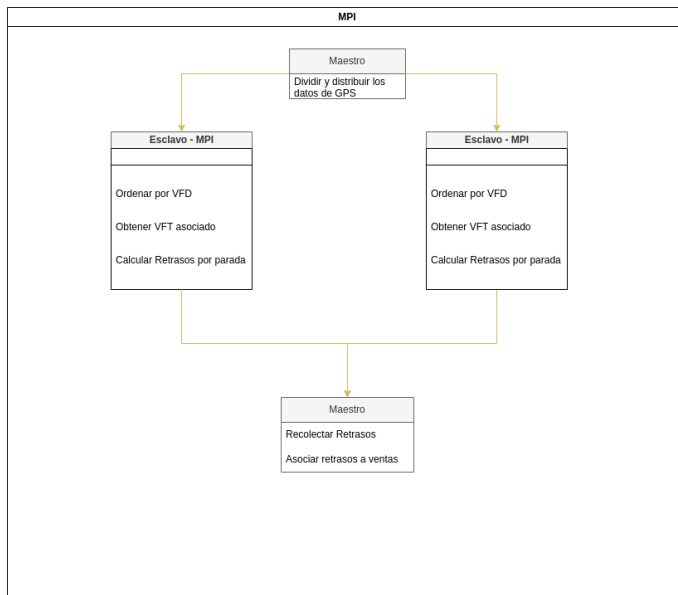 MPI
Maestro
Dividir y distribuir los
datos de GPS
Esclavo - MPI
Ordenar por VFD
Obtener VFT asociado
Calcular Retrasos por parada
Esclavo - MPI
Ordenar por VFD
Obtener VFT asociado
Calcular Retrasos por parada
Maestro
Recolectar Retrasos
Asociar retrasos a ventas